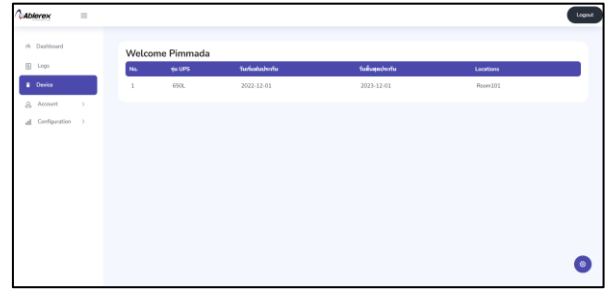 Ablerex
Logout
Dashboard
Logs
Device
Account
Configuration
Welcome Pimmada
No. รุ่น UPS วันเริ่มต้นประกัน วันสิ้นสุดประกัน Locations
1 650L 2022-12-01 2023-12-01 Room101